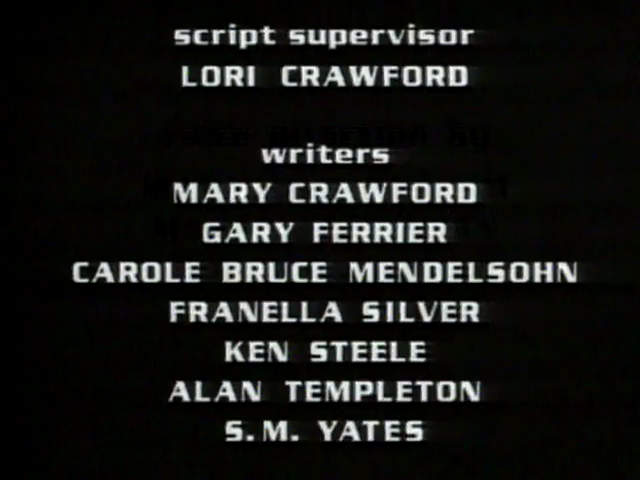 script supervisor
LORI CRAWFORD
writers
MARY CRAWFORD
GARY FERRIER
CAROLE BRUCE MENDELSOHN
FRANELLA SILVER
KEN STEELE
ALAN TEMPLETON
S.M. YATES